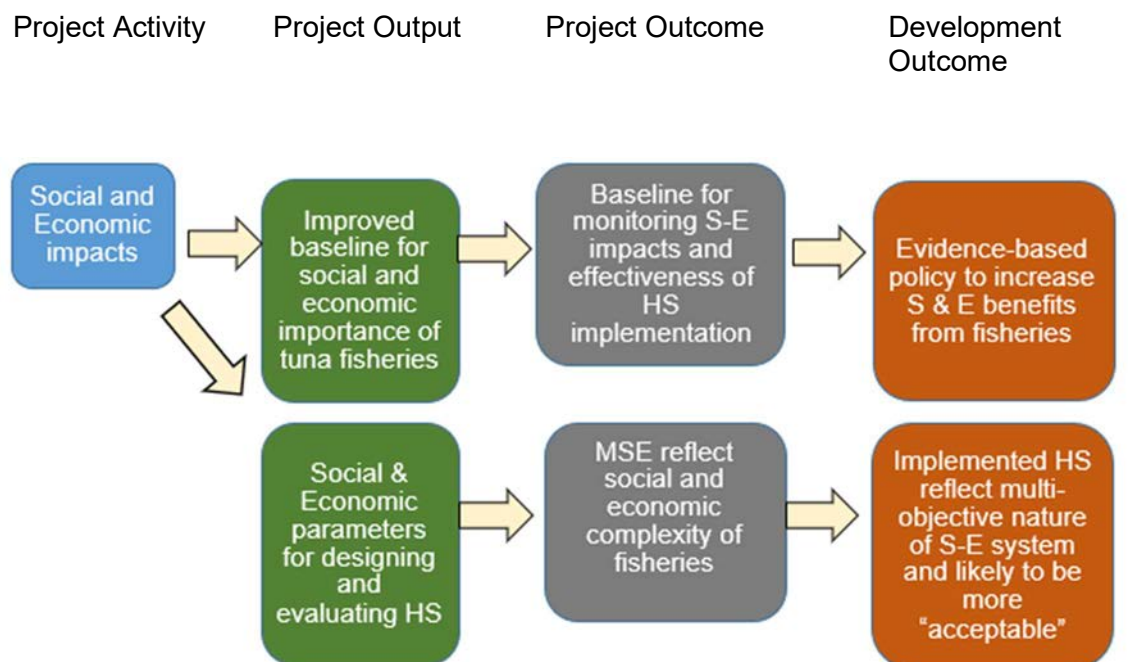 Project Activity
Project Output
Project Outcome
Development
Outcome
Social and
Economic
impacts
Improved
baseline for
social and
economic
importance of
tuna fisheries
Baseline for
monitoring S-E
impacts and
effectiveness of
HS
implementation
Evidence-based
policy to increase
S & E benefits
from fisheries
Social &
Economic
parameters
for designing
and
evaluating HS
MSE reflect
social and
economic
complexity of
fisheries
Implemented HS
reflect multi-
objective nature
of S-E system
and likely to be
more
“acceptable”